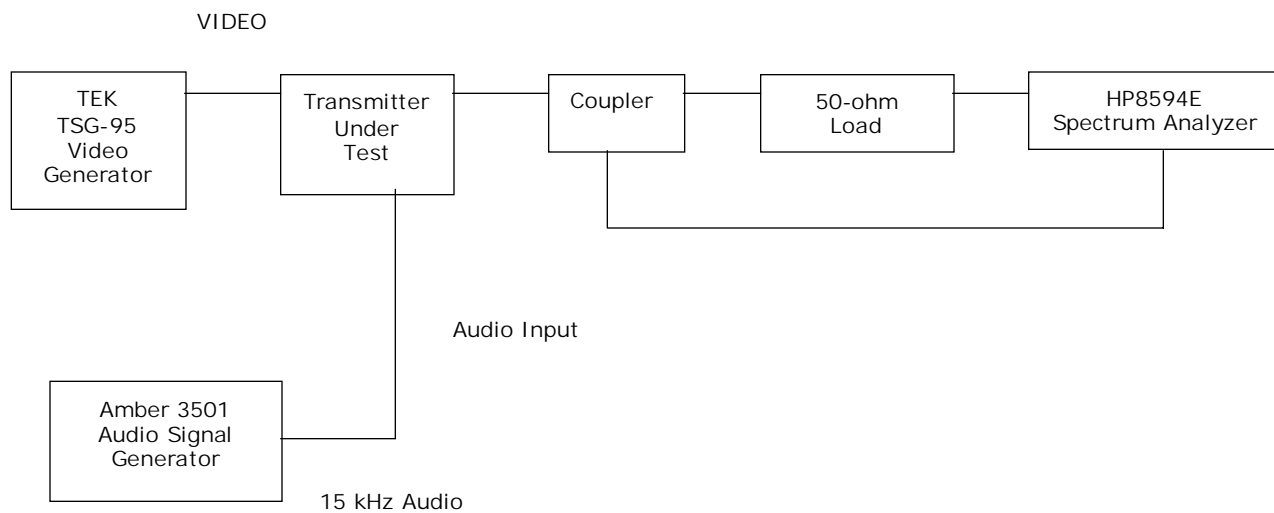 VIDEO
TEK
TSG-95
Video
Generator
Transmitter
Under
Test
Coupler
50-ohm
Load
HP8594E
Spectrum Analyzer
Audio Input
Amber 3501
Audio Signal
Generator
15 kHz Audio